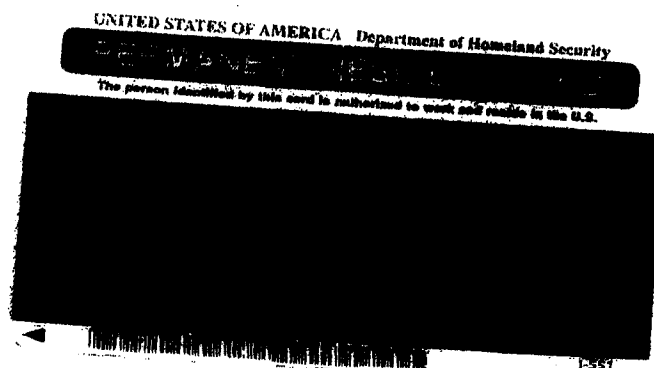 UNITED STATES OF AMERICA Department of Homeland Security
The person identified by this card is authorized to work and reside in the U.S.
I-551